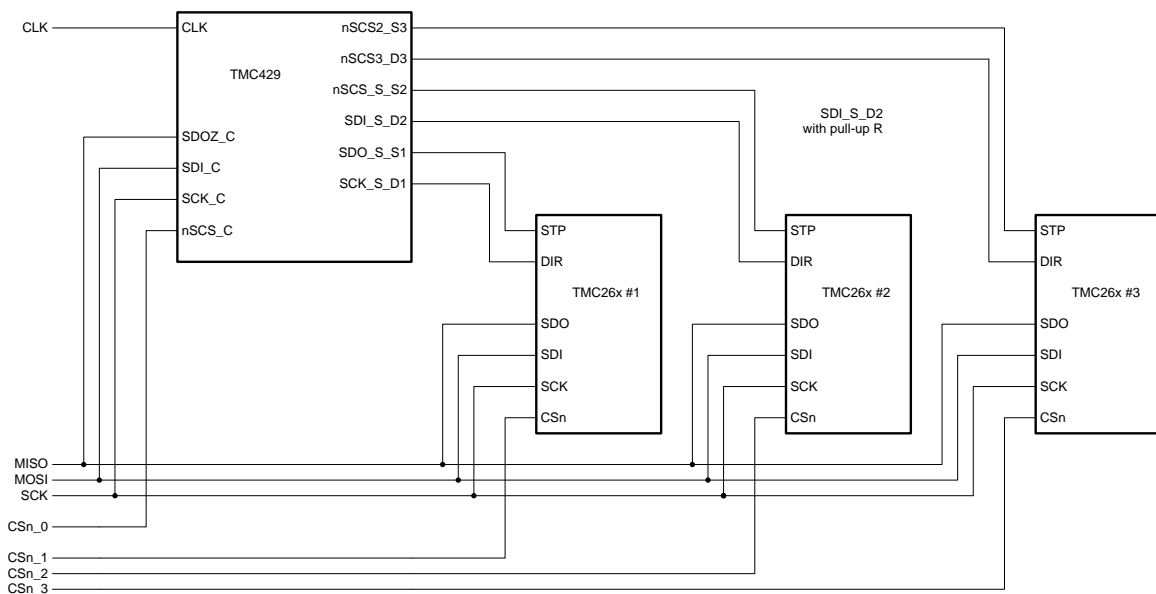 CLK
CLK
nSCS2_S3
nSCS3_D3
TMC429
nSCS_S_S2
SDI_S_D2
SDI_S_D2
with pull-up R
SDOZ_C
SDO_S_S1
SDI_C
SCK_S_D1
SCK_C
nSCS_C
STP
DIR
TMC26x #1
SDO
SDI
SCK
CSn
STP
DIR
TMC26x #2
SDO
SDI
SCK
CSn
STP
DIR
TMC26x #3
SDO
SDI
SCK
CSn
MISO
MOSI
SCK
CSn_0
CSn_1
CSn_2
CSn_3